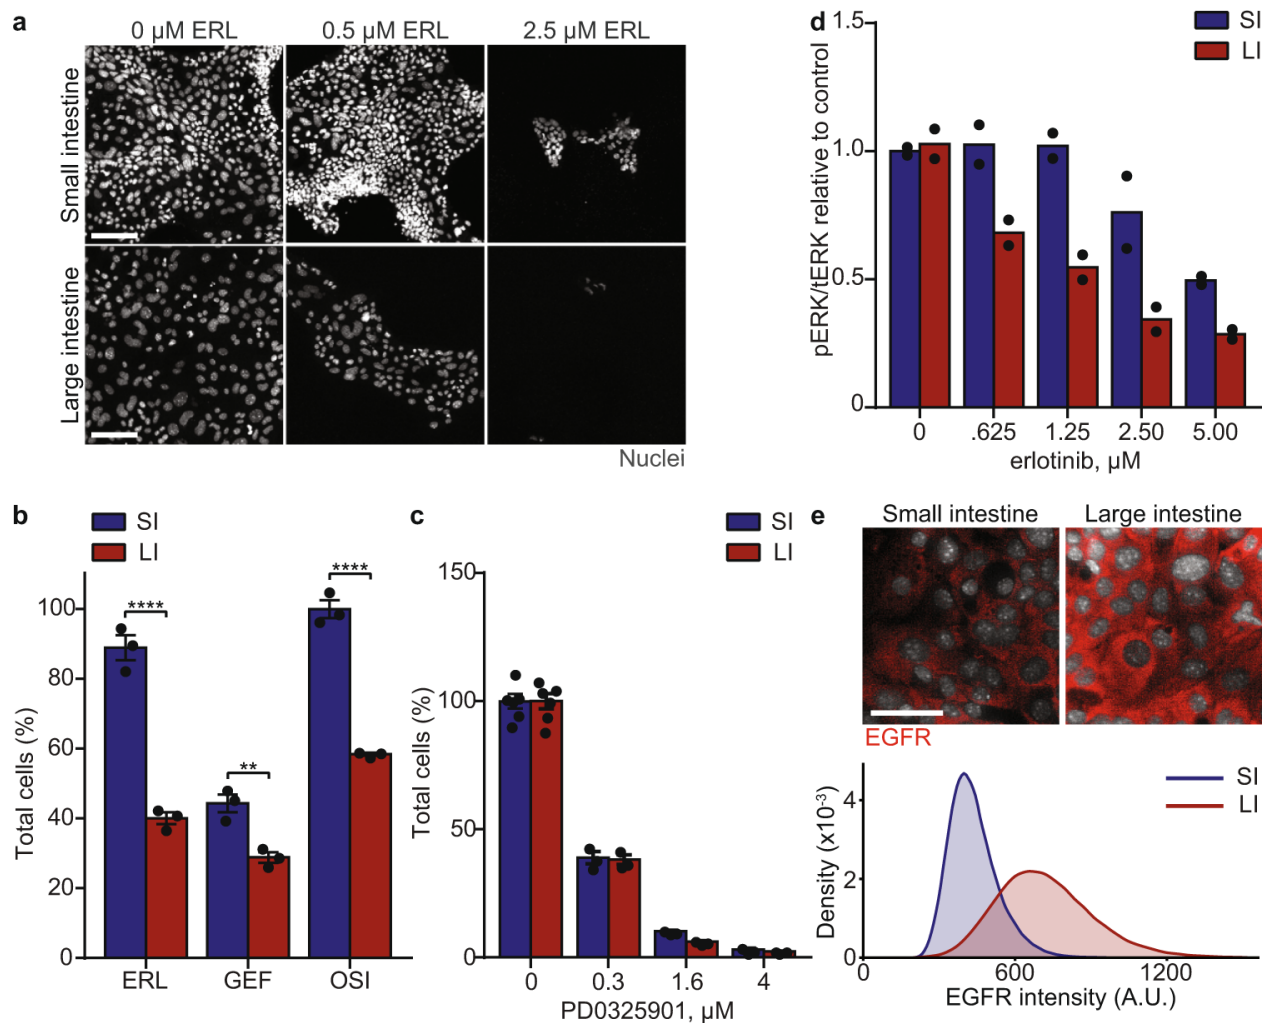 a
0 µM ERL
0.5 µM ERL
2.5 µM ERL
Small intestine
Large intestine
Nuclei
d
SI
LI
pERK/tERK relative to control
1.5
1.0
0.5
0
0
.625
1.25
2.50
5.00
erlotinib, µM
b
SI
LI
Total cells (%)
100
80
60
40
20
0
****
**
****
ERL
GEF
OSI
c
SI
LI
Total cells (%)
150
100
50
0
0
0.3
1.6
4
PD0325901, µM
e
Small intestine
Large intestine
EGFR
SI
LI
Density (x10-3)
4
2
0
0
600
1200
EGFR intensity (A.U.)